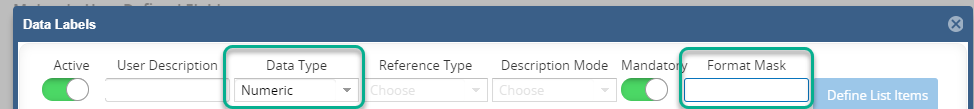 Data Labels
Active User Description Data Type Reference Type Description Mode Mandatory Format Mask
Numeric Choose Choose Define List Items